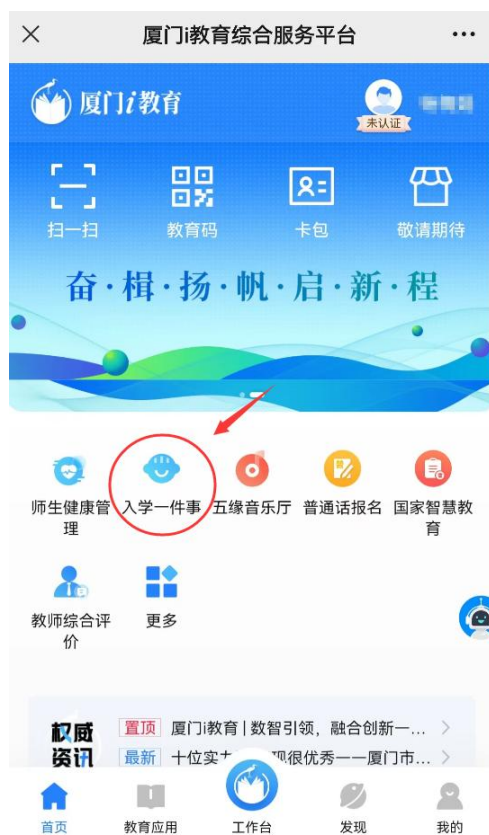 厦门i教育综合服务平台
厦门i教育
未认证
扫一扫
教育码
卡包
敬请期待
奋·楫·扬·帆·启·新·程
师生健康管理
入学一件事
五缘音乐厅
普通话报名
国家智慧教育
教师综合评价
更多
权威资讯
置顶 厦门i教育|数智引领，融合创新一...
最新 十位实
现很优秀——厦门市...
首页
教育应用
工作台
发现
我的